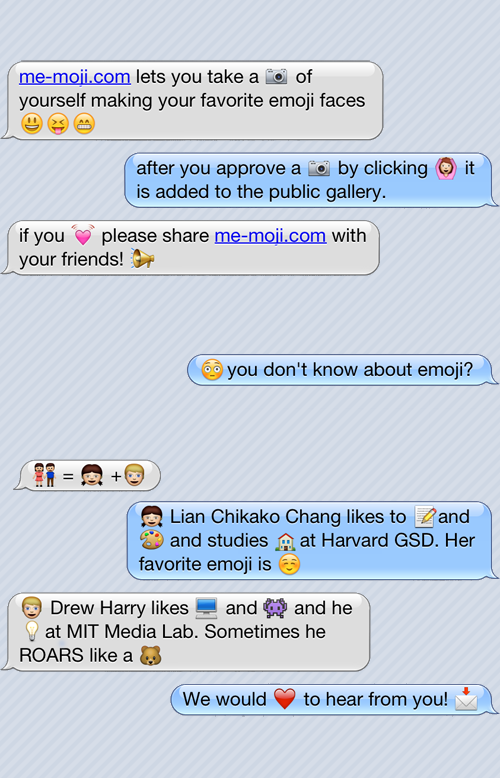 me-moji.com lets you take a 📷 of
yourself making your favorite emoji faces
😃😝😁
after you approve a 📷 by clicking 🙆 it
is added to the public gallery.
if you 💓 please share me-moji.com with
your friends! 📢
😳 you don't know about emoji?
👫 = 👧 +👱
👧 Lian Chikako Chang likes to 📝and
🎨 and studies 🏠 at Harvard GSD. Her
favorite emoji is ☺️
👱 Drew Harry likes 💻 and 👾 and he
💡at MIT Media Lab. Sometimes he
ROARS like a 🐻
We would ❤️ to hear from you! 📩